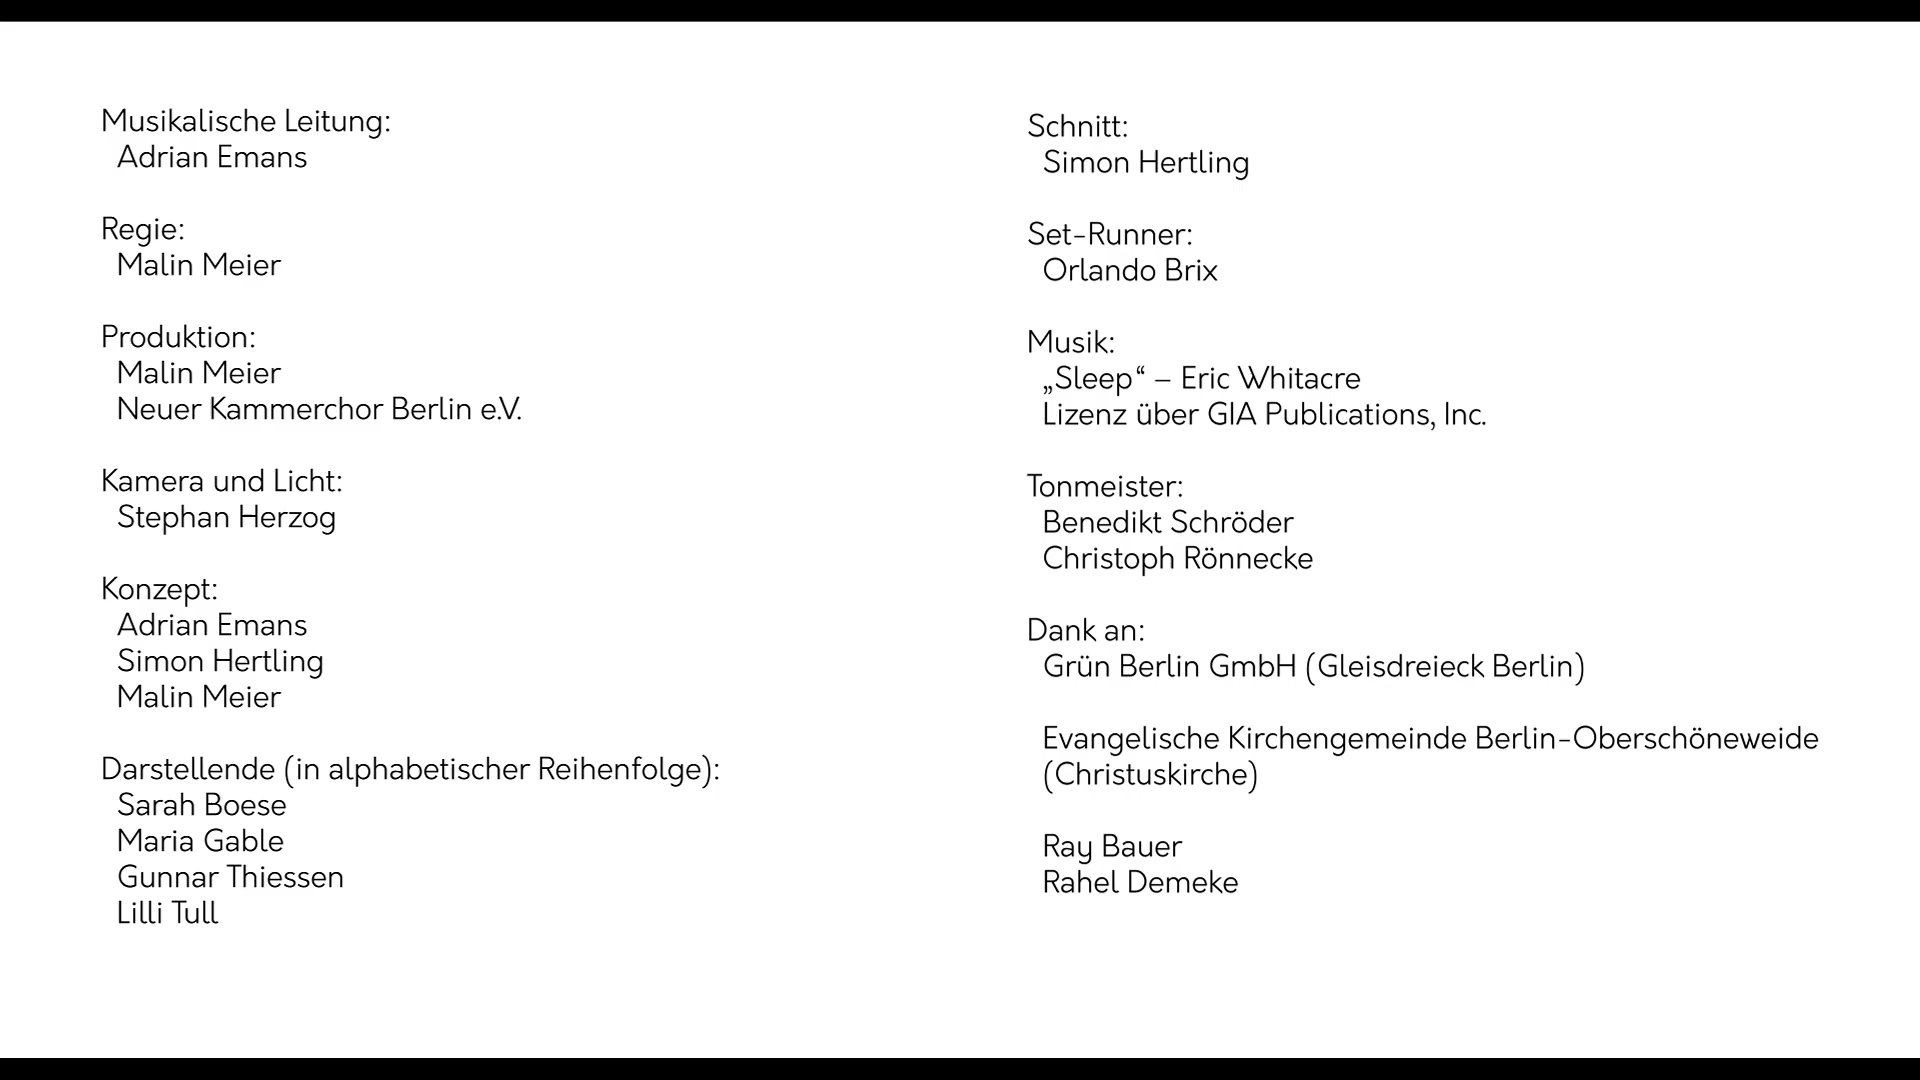 Musikalische Leitung:
Adrian Emans
Regie:
Malin Meier
Produktion:
Malin Meier
Neuer Kammerchor Berlin e.V.
Kamera und Licht:
Stephan Herzog
Konzept:
Adrian Emans
Simon Hertling
Malin Meier
Darstellende (in alphabetischer Reihenfolge):
Sarah Boese
Maria Gable
Gunnar Thiessen
Lilli Tull
Schnitt:
Simon Hertling
Set-Runner:
Orlando Brix
Musik:
„Sleep“ – Eric Whitacre
Lizenz über GIA Publications, Inc.
Tonmeister:
Benedikt Schröder
Christoph Rönnecke
Dank an:
Grün Berlin GmbH (Gleisdreieck Berlin)
Evangelische Kirchengemeinde Berlin-Oberschöneweide
(Christuskirche)
Ray Bauer
Rahel Demeke